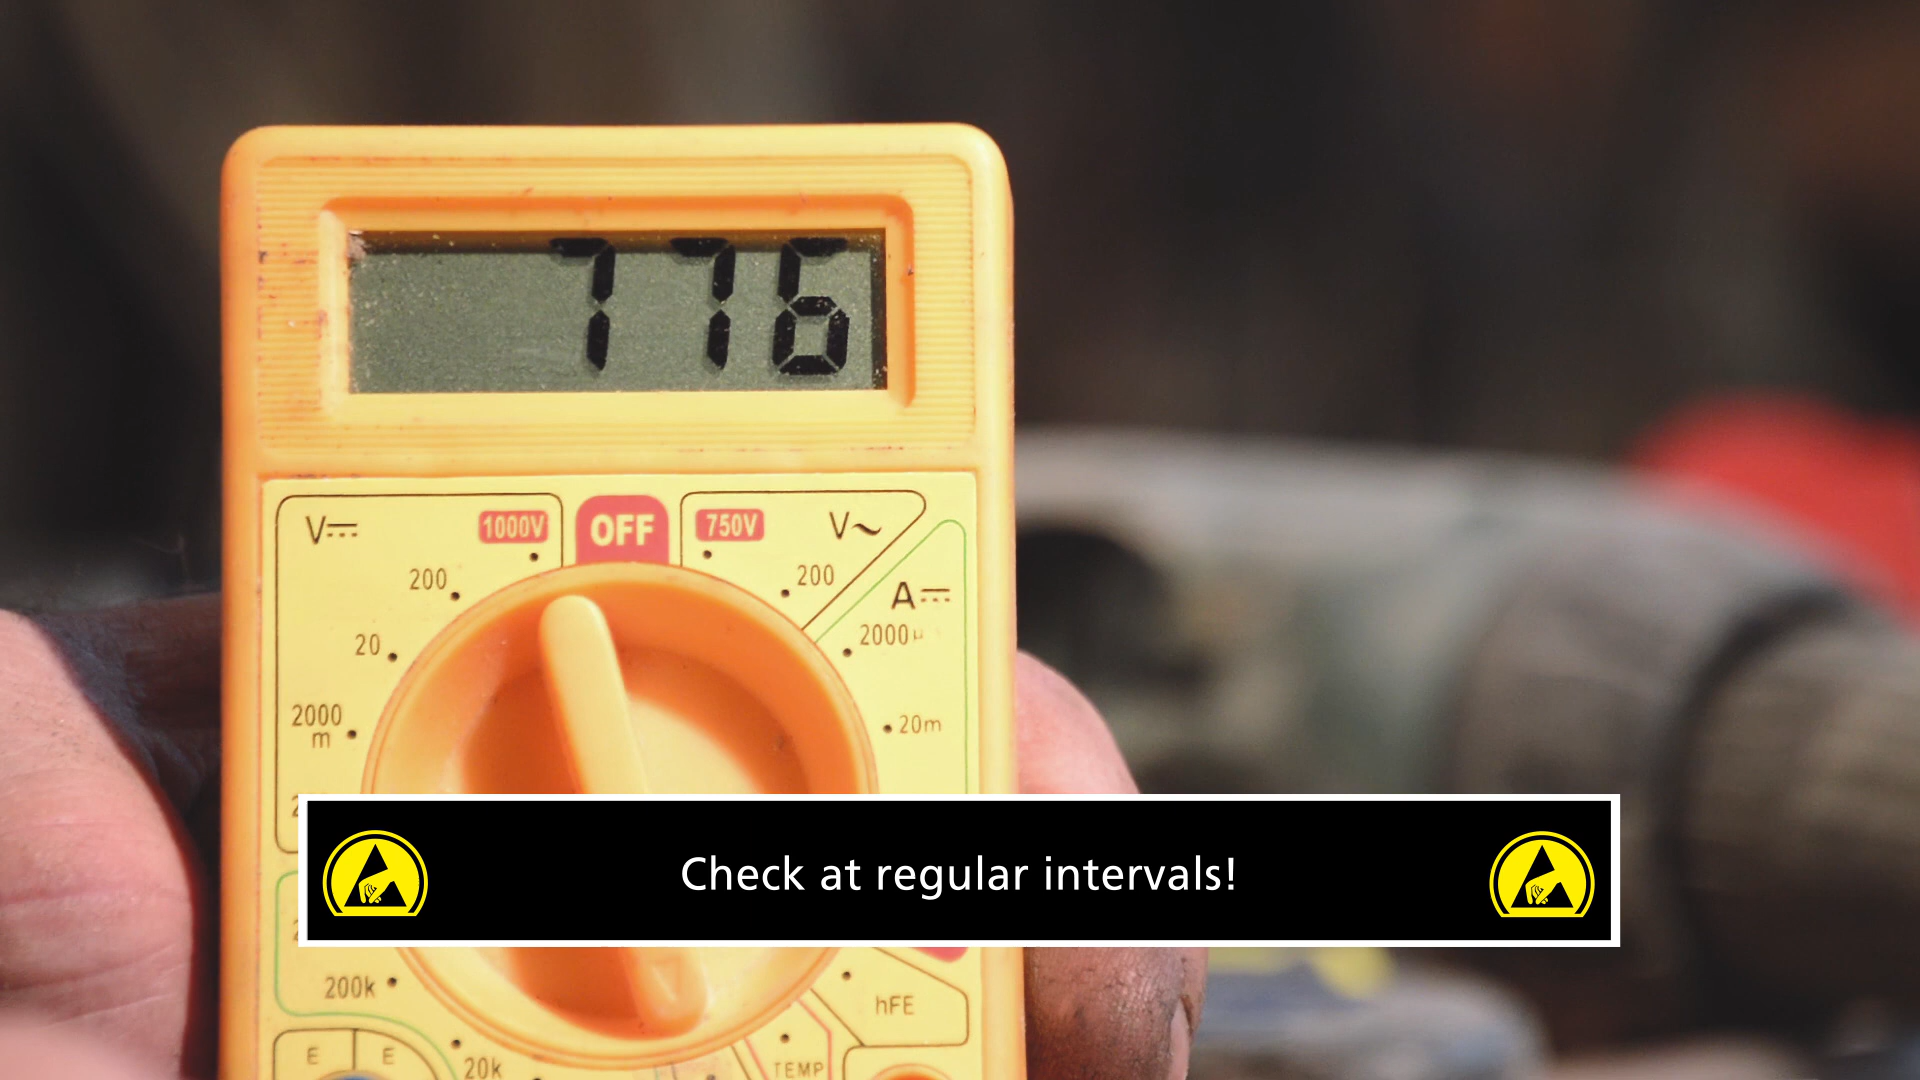 776
V⎓ 1000V OFF 750V V~
200 200
A⎓
20 2000µ
2000
m
20m
Check at regular intervals!
200k
hFE
E E
20k
TEMP